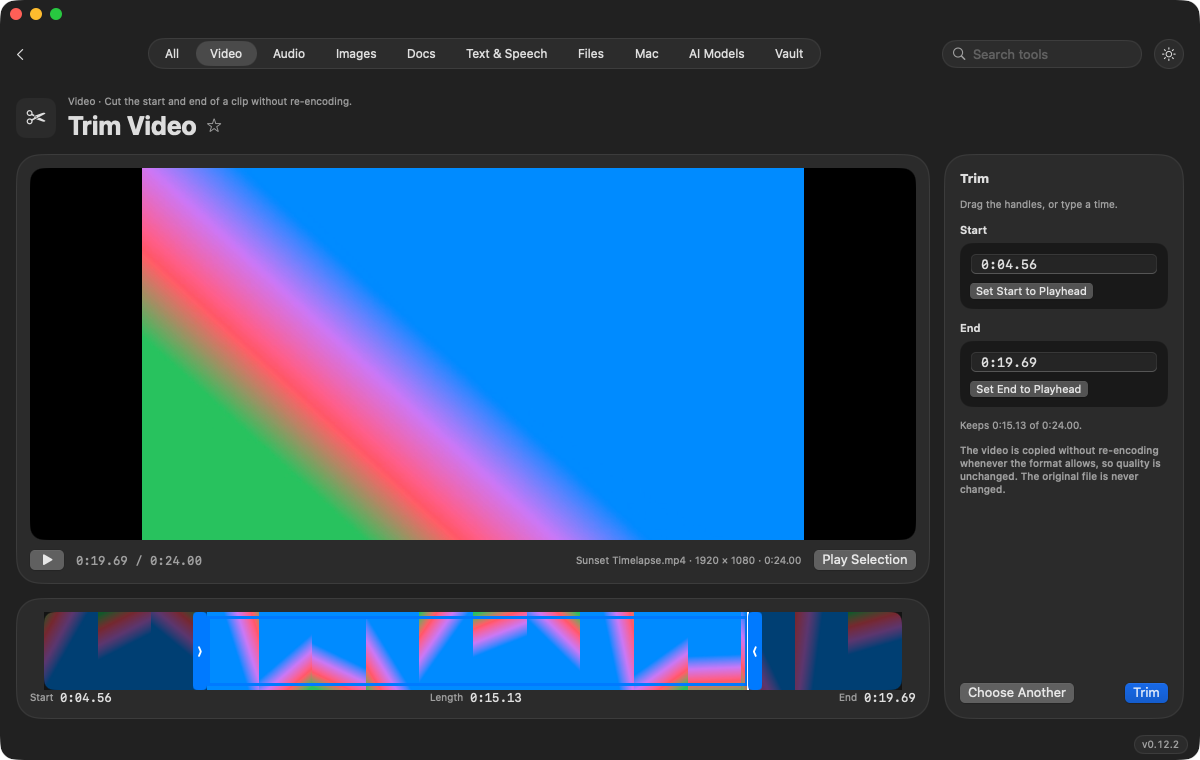 All
Video
Audio
Images
Docs
Text & Speech
Files
Mac
AI Models
Vault
Search tools
Video · Cut the start and end of a clip without re-encoding.
Trim Video
Trim
Drag the handles, or type a time.
Start
0:04.56
Set Start to Playhead
End
0:19.69
Set End to Playhead
Keeps 0:15.13 of 0:24.00.
The video is copied without re-encoding
whenever the format allows, so quality is
unchanged. The original file is never
changed.
0:19.69 / 0:24.00
Sunset Timelapse.mp4 · 1920 × 1080 · 0:24.00
Play Selection
Start 0:04.56
Length 0:15.13
End 0:19.69
Choose Another
Trim
v0.12.2